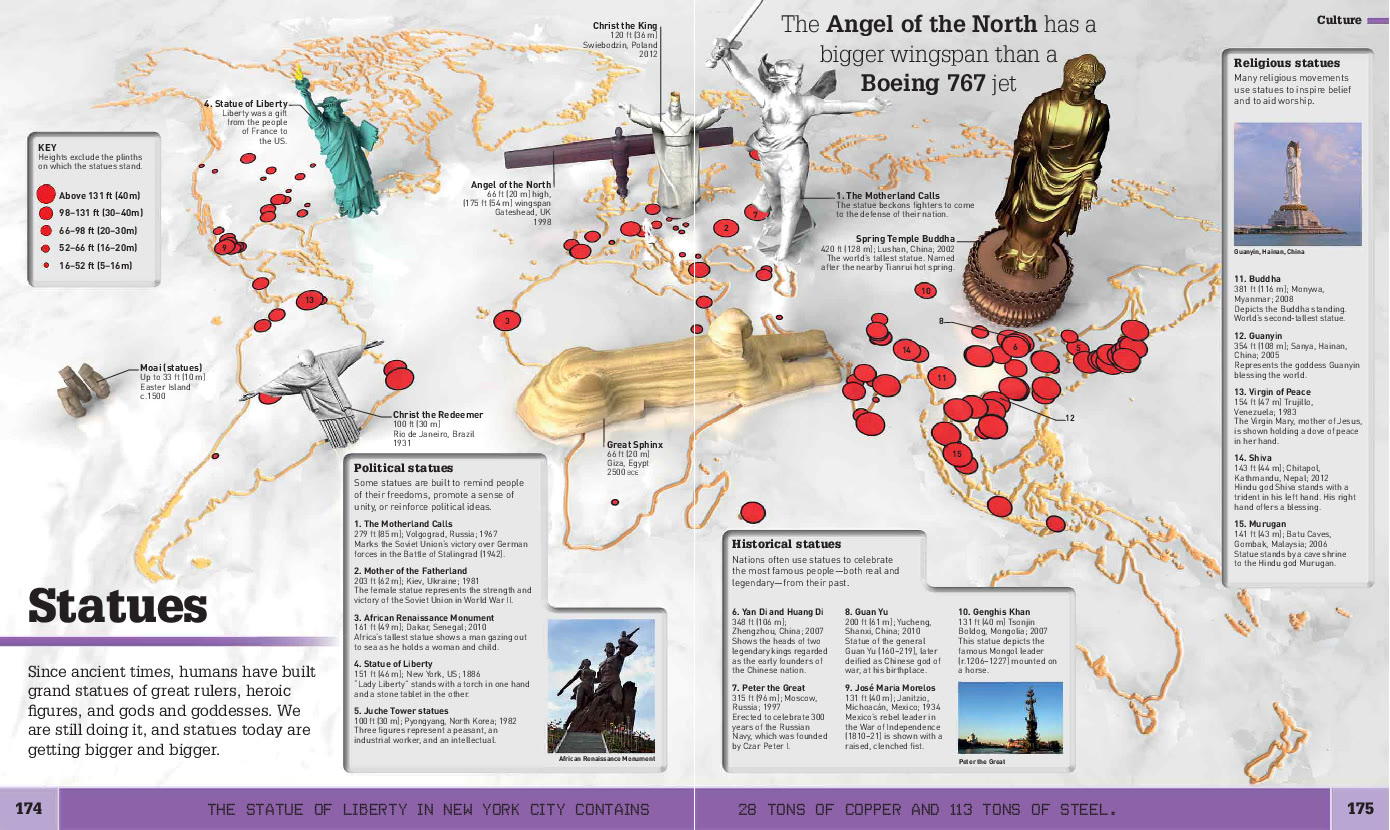 Culture
The Angel of the North has a
bigger wingspan than a
Boeing 767 jet
Christ the King
120 ft (36 m)
Swiebodzin, Poland
2012
4. Statue of Liberty
Liberty was a gift
from the people
of France to
the US.
KEY
Heights exclude the plinths
on which the statues stand.
Above 131 ft (40m)
98–131 ft (30–40m)
66–98 ft (20–30m)
52–66 ft (16–20m)
16–52 ft (5–16m)
Angel of the North
66 ft (20 m) high,
(175 ft (54 m) wingspan
Gateshead, UK
1998
1. The Motherland Calls
The statue beckons fighters to come
to the defense of their nation.
Spring Temple Buddha
420 ft (128 m); Lushan, China; 2002
The world's tallest statue. Named
after the nearby Tianrui hot spring.
Moai (statues)
Up to 33 ft (10 m)
Easter Island
c.1500
Christ the Redeemer
100 ft (30 m)
Rio de Janeiro, Brazil
1931
Great Sphinx
66 ft (20 m)
Giza, Egypt
2500 BCE
9
13
3
7
2
10
8
14
6
5
11
12
15
Religious statues
Many religious movements
use statues to inspire belief
and to aid worship.
Guanyin, Hainan, China
11. Buddha
381 ft (116 m); Monywa,
Myanmar; 2008
Depicts the Buddha standing.
World's second-tallest statue.
12. Guanyin
354 ft (108 m); Sanya, Hainan,
China; 2005
Represents the goddess Guanyin
blessing the world.
13. Virgin of Peace
154 ft (47 m) Trujillo,
Venezuela; 1983
The Virgin Mary, mother of Jesus,
is shown holding a dove of peace
in her hand.
14. Shiva
143 ft (44 m); Chitapol,
Kathmandu, Nepal; 2012
Hindu god Shiva stands with a
trident in his left hand. His right
hand offers a blessing.
15. Murugan
141 ft (43 m); Batu Caves,
Gombak, Malaysia; 2006
Statue stands by a cave shrine
to the Hindu god Murugan.
Statues
Since ancient times, humans have built
grand statues of great rulers, heroic
figures, and gods and goddesses. We
are still doing it, and statues today are
getting bigger and bigger.
Political statues
Some statues are built to remind people
of their freedoms, promote a sense of
unity, or reinforce political ideas.
1. The Motherland Calls
279 ft (85 m); Volgograd, Russia; 1967
Marks the Soviet Union's victory over German
forces in the Battle of Stalingrad (1942).
2. Mother of the Fatherland
203 ft (62 m); Kiev, Ukraine; 1981
The female statue represents the strength and
victory of the Soviet Union in World War II.
3. African Renaissance Monument
161 ft (49 m); Dakar, Senegal; 2010
Africa's tallest statue shows a man gazing out
to sea as he holds a woman and child.
4. Statue of Liberty
151 ft (46 m); New York, US; 1886
"Lady Liberty" stands with a torch in one hand
and a stone tablet in the other.
5. Juche Tower statues
100 ft (30 m); Pyongyang, North Korea; 1982
Three figures represent a peasant, an
industrial worker, and an intellectual.
African Renaissance Monument
Historical statues
Nations often use statues to celebrate
the most famous people—both real and
legendary—from their past.
6. Yan Di and Huang Di
348 ft (106 m);
Zhengzhou, China; 2007
Shows the heads of two
legendary kings regarded
as the early founders of
the Chinese nation.
7. Peter the Great
315 ft (96 m); Moscow,
Russia; 1997
Erected to celebrate 300
years of the Russian
Navy, which was founded
by Czar Peter I.
8. Guan Yu
200 ft (61 m); Yucheng,
Shanxi, China; 2010
Statue of the general
Guan Yu (160–219), later
deified as Chinese god of
war, at his birthplace.
9. José María Morelos
131 ft (40 m); Janitzio,
Michoacán, Mexico; 1934
Mexico's rebel leader in
the War of Independence
(1810–21) is shown with a
raised, clenched fist.
10. Genghis Khan
131 ft (40 m) Tsonjin
Boldog, Mongolia; 2007
This statue depicts the
famous Mongol leader
(r.1206–1227) mounted on
a horse.
Peter the Great
174
THE STATUE OF LIBERTY IN NEW YORK CITY CONTAINS
28 TONS OF COPPER AND 113 TONS OF STEEL.
175